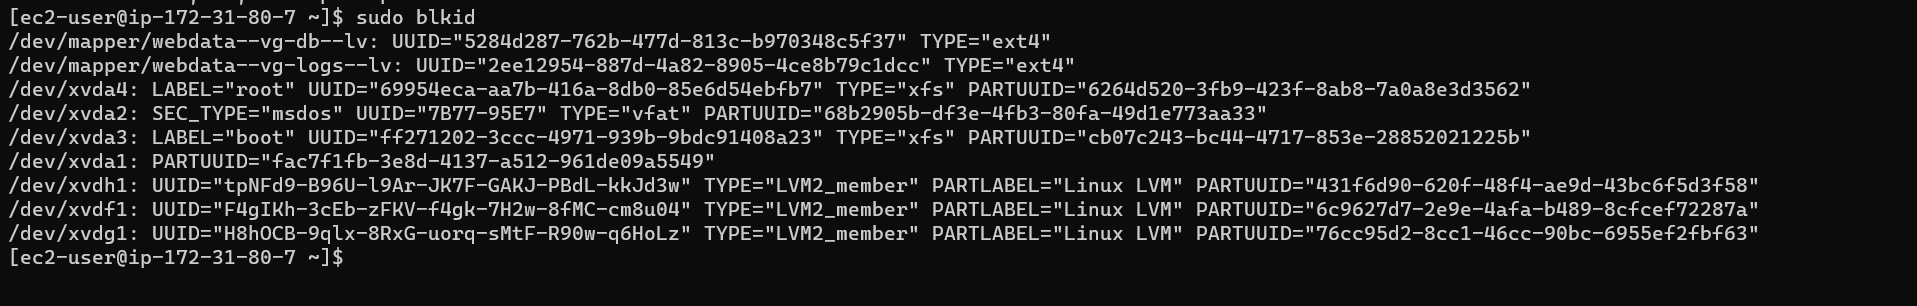 [ec2-user@ip-172-31-80-7 ~]$ sudo blkid
/dev/mapper/webdata--vg-db--lv: UUID="5284d287-762b-477d-813c-b970348c5f37" TYPE="ext4"
/dev/mapper/webdata--vg-logs--lv: UUID="2ee12954-887d-4a82-8905-4ce8b79c1dcc" TYPE="ext4"
/dev/xvda4: LABEL="root" UUID="69954eca-aa7b-416a-8db0-85e6d54ebfb7" TYPE="xfs" PARTUUID="6264d520-3fb9-423f-8ab8-7a0a8e3d3562"
/dev/xvda2: SEC_TYPE="msdos" UUID="7B77-95E7" TYPE="vfat" PARTUUID="68b2905b-df3e-4fb3-80fa-49d1e773aa33"
/dev/xvda3: LABEL="boot" UUID="ff271202-3ccc-4971-939b-9bdc91408a23" TYPE="xfs" PARTUUID="cb07c243-bc44-4717-853e-28852021225b"
/dev/xvda1: PARTUUID="fac7f1fb-3e8d-4137-a512-961de09a5549"
/dev/xvdh1: UUID="tpNFd9-B96U-l9Ar-JK7F-GAKJ-PBdL-kkJd3w" TYPE="LVM2_member" PARTLABEL="Linux LVM" PARTUUID="431f6d90-620f-48f4-ae9d-43bc6f5d3f58"
/dev/xvdf1: UUID="F4gIKh-3cEb-zFKV-f4gk-7H2w-8fMC-cm8u04" TYPE="LVM2_member" PARTLABEL="Linux LVM" PARTUUID="6c9627d7-2e9e-4afa-b489-8cfcef72287a"
/dev/xvdg1: UUID="H8hOCB-9qlx-8RxG-uorq-sMtF-R90w-q6HoLz" TYPE="LVM2_member" PARTLABEL="Linux LVM" PARTUUID="76cc95d2-8cc1-46cc-90bc-6955ef2fbf63"
[ec2-user@ip-172-31-80-7 ~]$